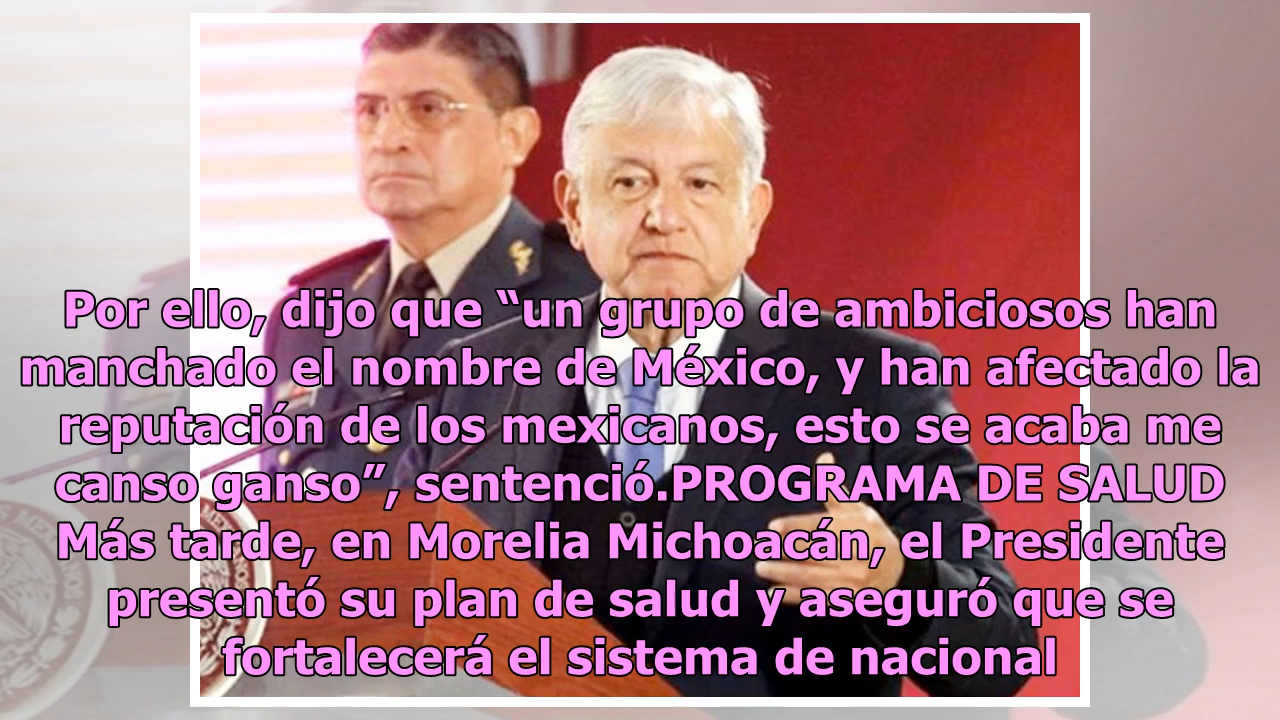 Por ello, dijo que “un grupo de ambiciosos han
manchado el nombre de México, y han afectado la
reputación de los mexicanos, esto se acaba me
canso ganso”, sentenció.PROGRAMA DE SALUD
Más tarde, en Morelia Michoacán, el Presidente
presentó su plan de salud y aseguró que se
fortalecerá el sistema de nacional